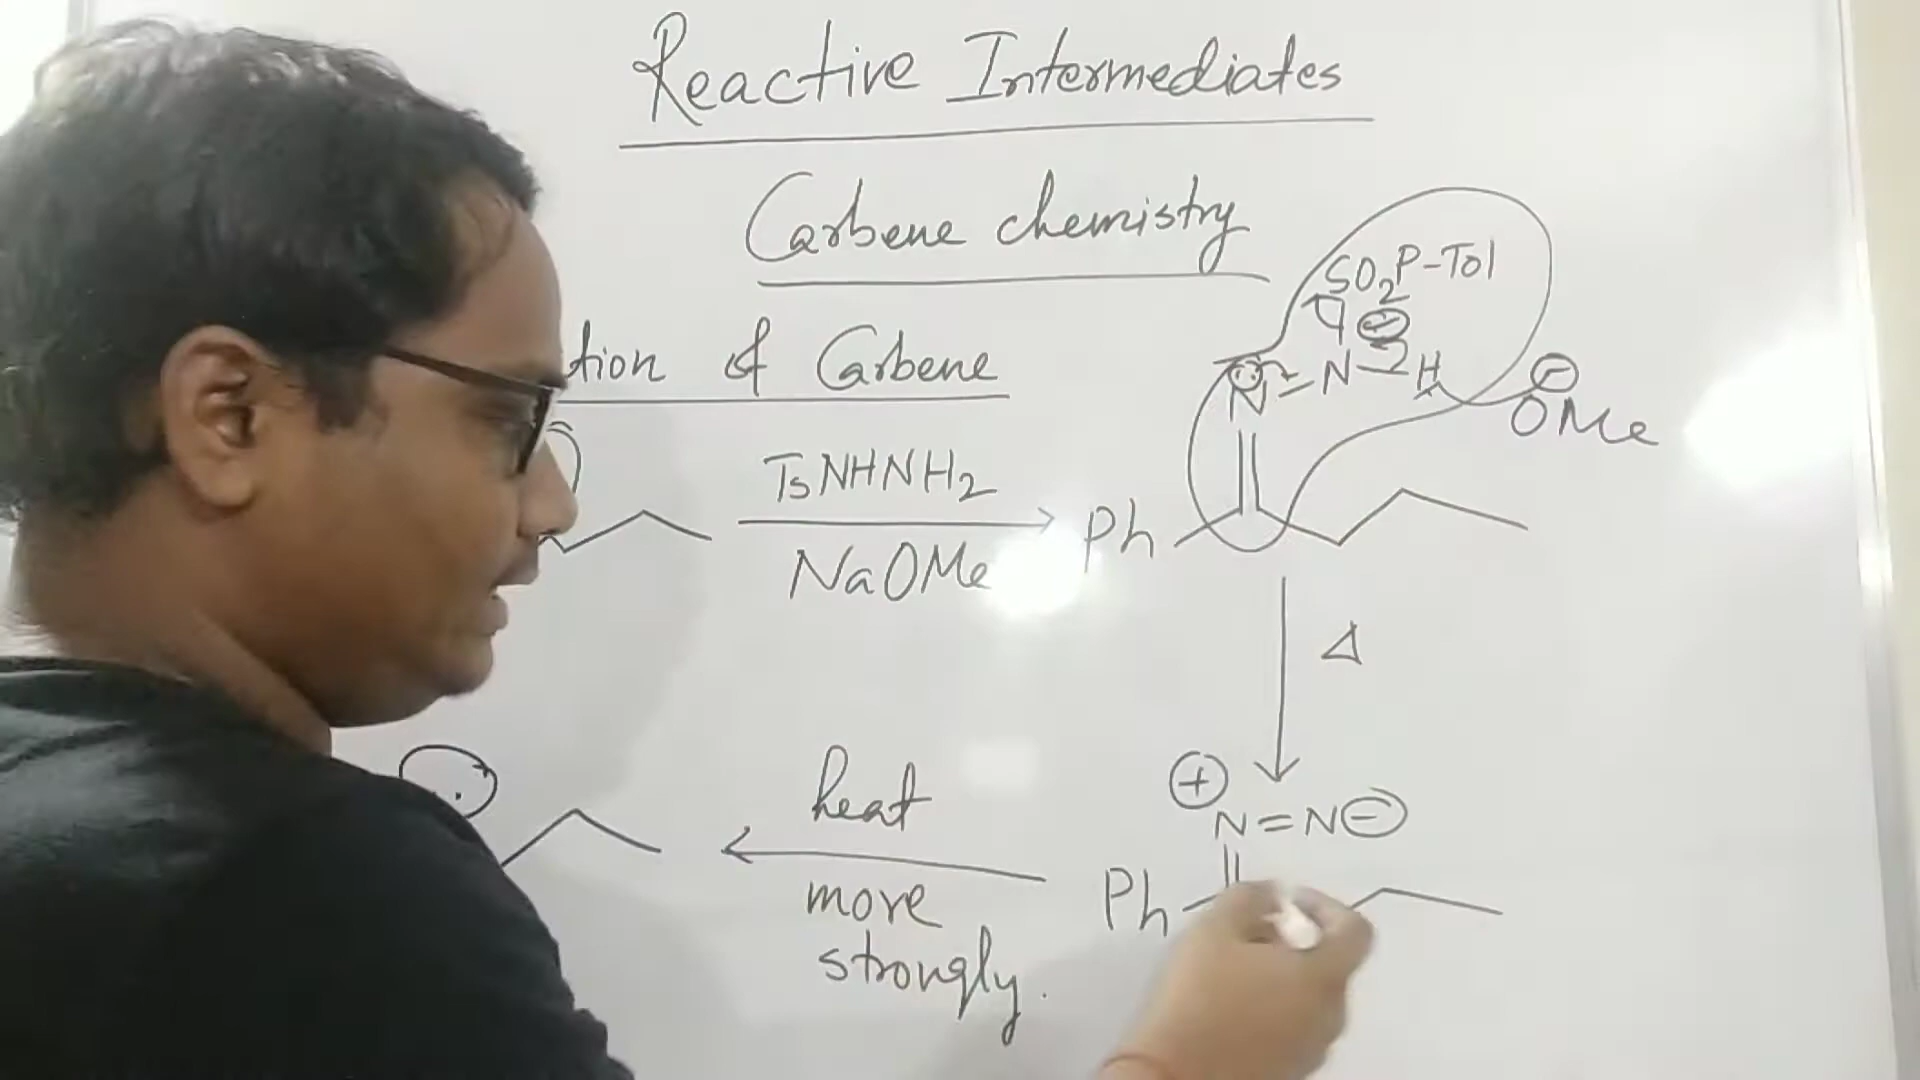 Reactive Intermediates
Carbene chemistry
tion of Carbene
TsNHNH2
NaOMe
SO2P-Tol
N=N-H
⊖
OMe
Ph
Δ
heat
more
strongly.
⊕
N=N⊖
Ph